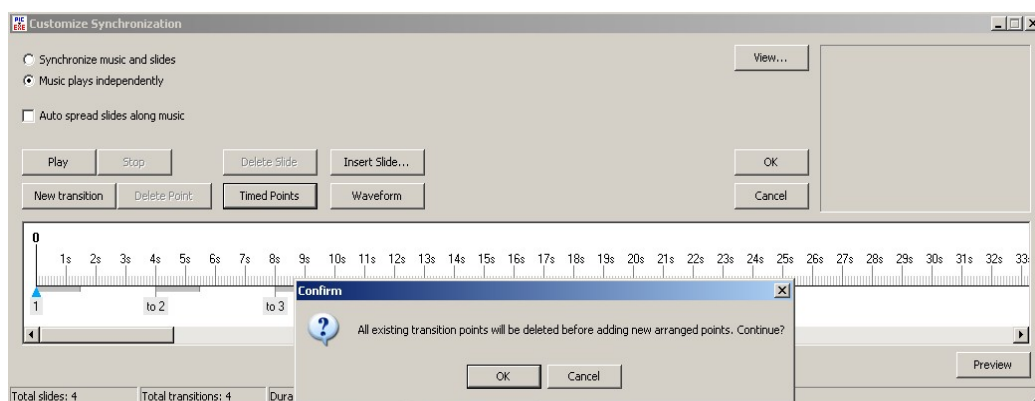 PIC
EXE
Customize Synchronization
Synchronize music and slides
View...
Music plays independently
Auto spread slides along music
Play Stop Delete Slide Insert Slide... OK
New transition Delete Point Timed Points Waveform Cancel
0
1s 2s 3s 4s 5s 6s 7s 8s 9s 10s 11s 12s 13s 14s 15s 16s 17s 18s 19s 20s 21s 22s 23s 24s 25s 26s 27s 28s 29s 30s 31s 32s 33
Confirm
1 to 2 to 3
All existing transition points will be deleted before adding new arranged points. Continue?
Preview
OK Cancel
Total slides: 4 Total transitions: 4 Dura